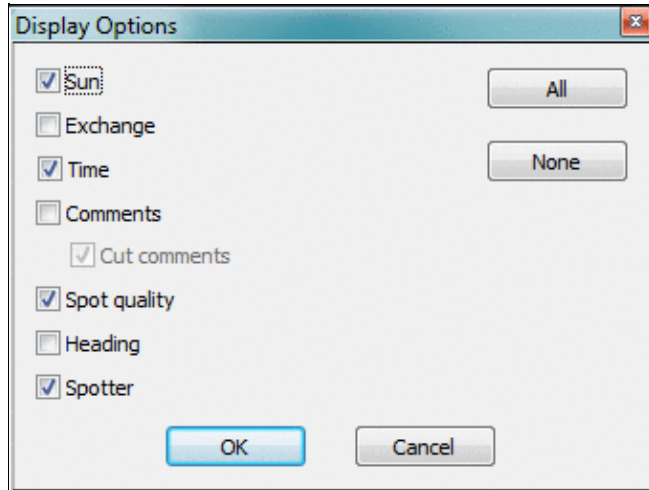 Display Options
Sun
All
Exchange
Time
None
Comments
Cut comments
Spot quality
Heading
Spotter
OK
Cancel